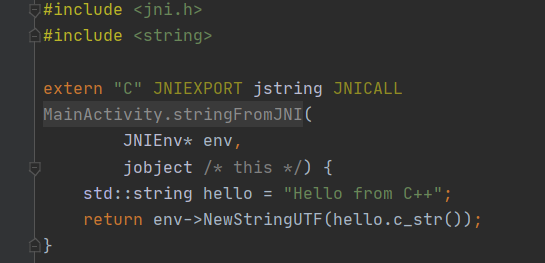 #include <jni.h>
#include <string>
extern "C" JNIEXPORT jstring JNICALL
MainActivity.stringFromJNI(
JNIEnv* env,
jobject /* this */) {
std::string hello = "Hello from C++";
return env->NewStringUTF(hello.c_str());
}